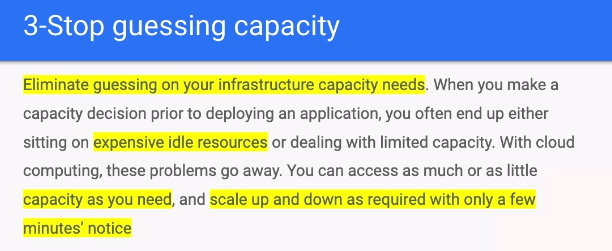 3-Stop guessing capacity
Eliminate guessing on your infrastructure capacity needs. When you make a
capacity decision prior to deploying an application, you often end up either
sitting on expensive idle resources or dealing with limited capacity. With cloud
computing, these problems go away. You can access as much or as little
capacity as you need, and scale up and down as required with only a few
minutes’ notice